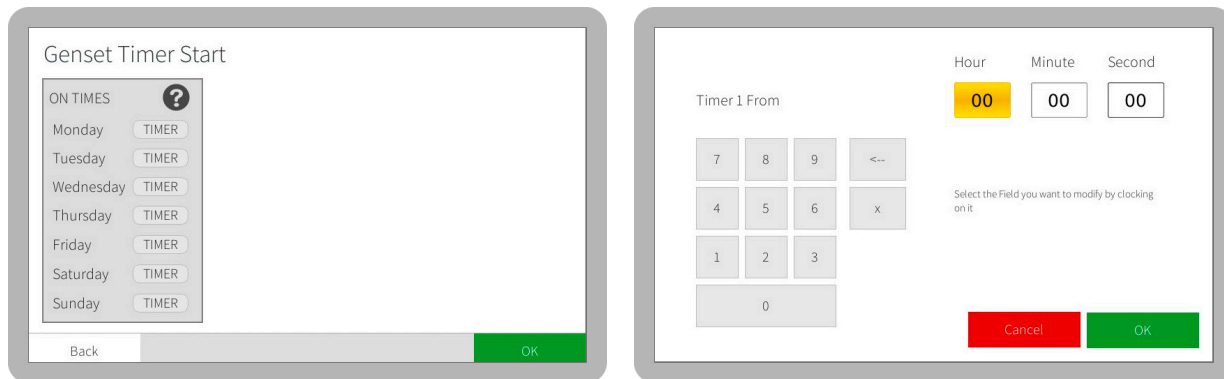 Genset Timer Start
ON TIMES ?
Monday TIMER
Tuesday TIMER
Wednesday TIMER
Thursday TIMER
Friday TIMER
Saturday TIMER
Sunday TIMER
Back OK
Hour Minute Second
Timer 1 From 00 00 00
7 8 9 <--
4 5 6 x
Select the Field you want to modify by clocking
on it
1 2 3
0
Cancel OK